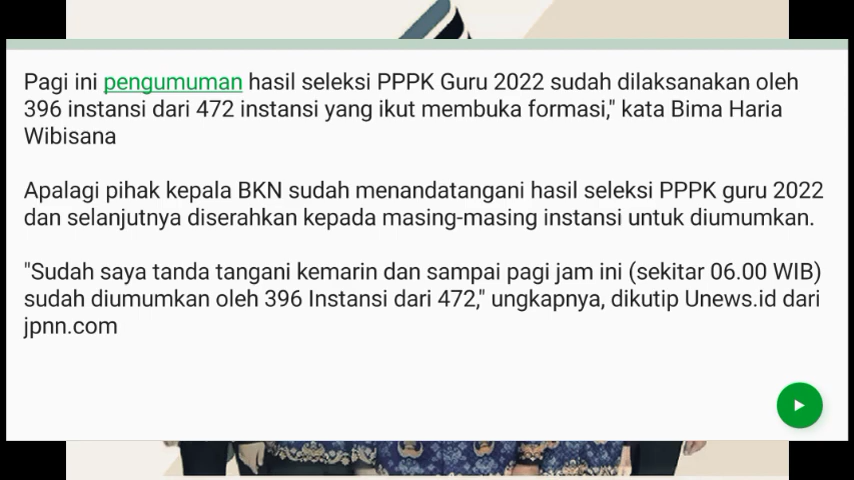 Pagi ini pengumuman hasil seleksi PPPK Guru 2022 sudah dilaksanakan oleh
396 instansi dari 472 instansi yang ikut membuka formasi," kata Bima Haria
Wibisana
Apalagi pihak kepala BKN sudah menandatangani hasil seleksi PPPK guru 2022
dan selanjutnya diserahkan kepada masing-masing instansi untuk diumumkan.
"Sudah saya tanda tangani kemarin dan sampai pagi jam ini (sekitar 06.00 WIB)
sudah diumumkan oleh 396 Instansi dari 472," ungkapnya, dikutip Unews.id dari
jpnn.com